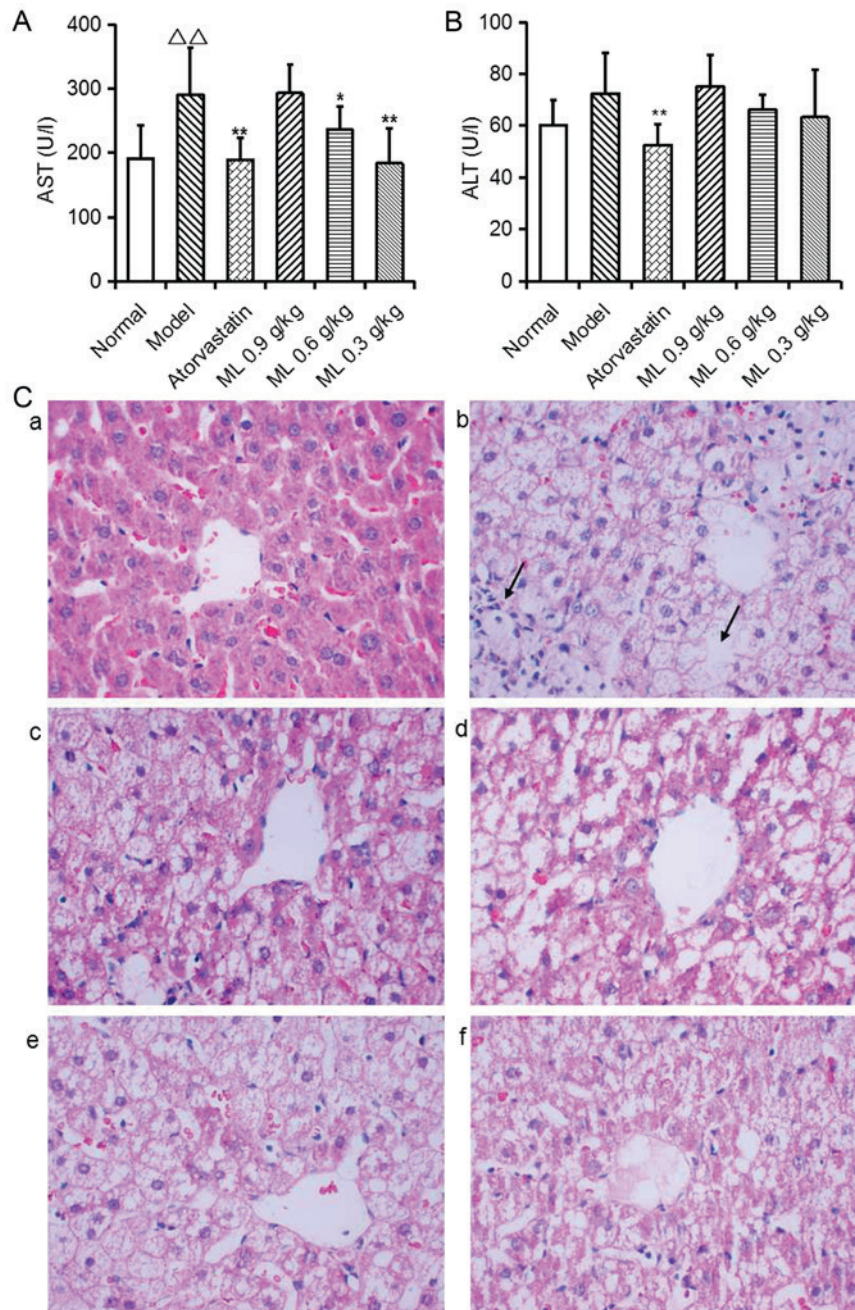 A
AST (U/l)
400
300
200
100
0
△△
**
*
**
Normal
Model
Atorvastatin
ML 0.9 g/kg
ML 0.6 g/kg
ML 0.3 g/kg
B
ALT (U/l)
100
80
60
40
20
0
**
Normal
Model
Atorvastatin
ML 0.9 g/kg
ML 0.6 g/kg
ML 0.3 g/kg
C
a
b
c
d
e
f